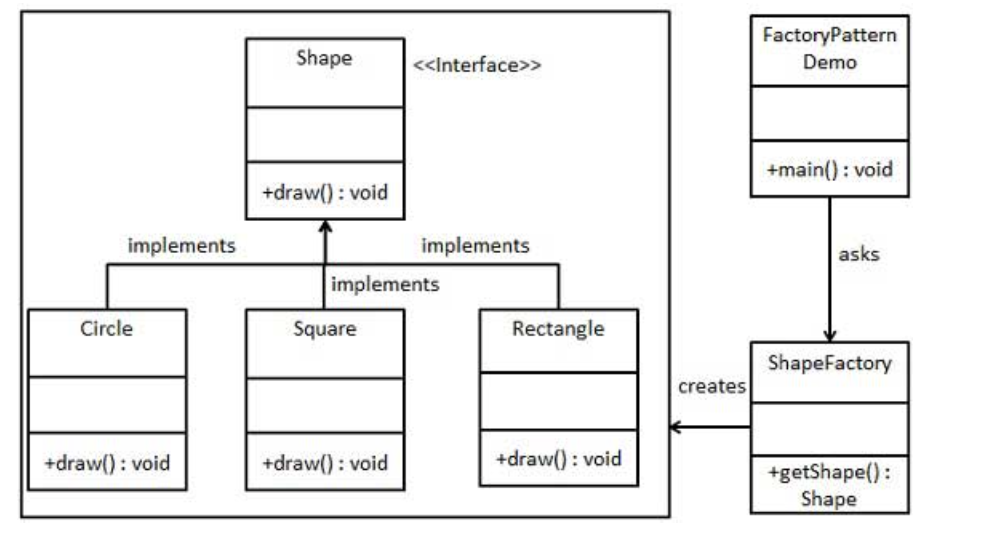 Shape
<<Interface>>
+draw() : void
implements
implements
implements
Circle
+draw() : void
Square
+draw() : void
Rectangle
+draw() : void
FactoryPattern
Demo
+main() : void
asks
ShapeFactory
+getShape() :
Shape
creates